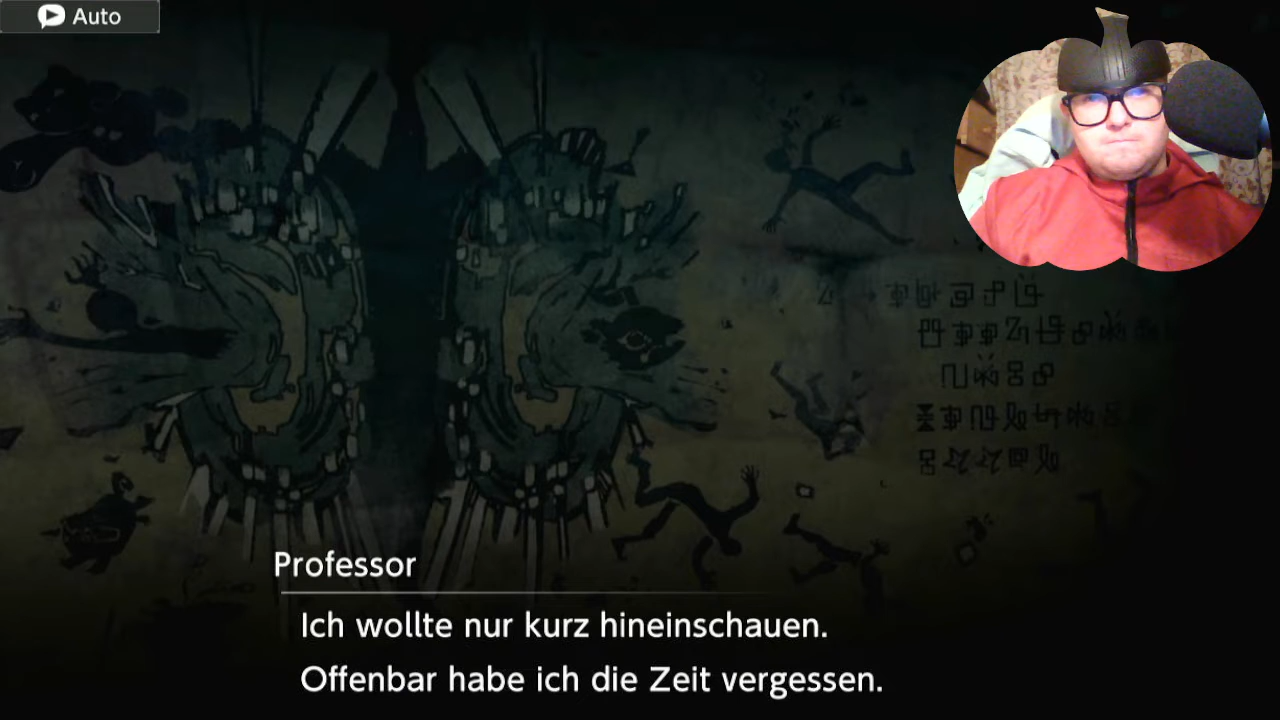 Auto
Professor
Ich wollte nur kurz hineinschauen.
Offenbar habe ich die Zeit vergessen.